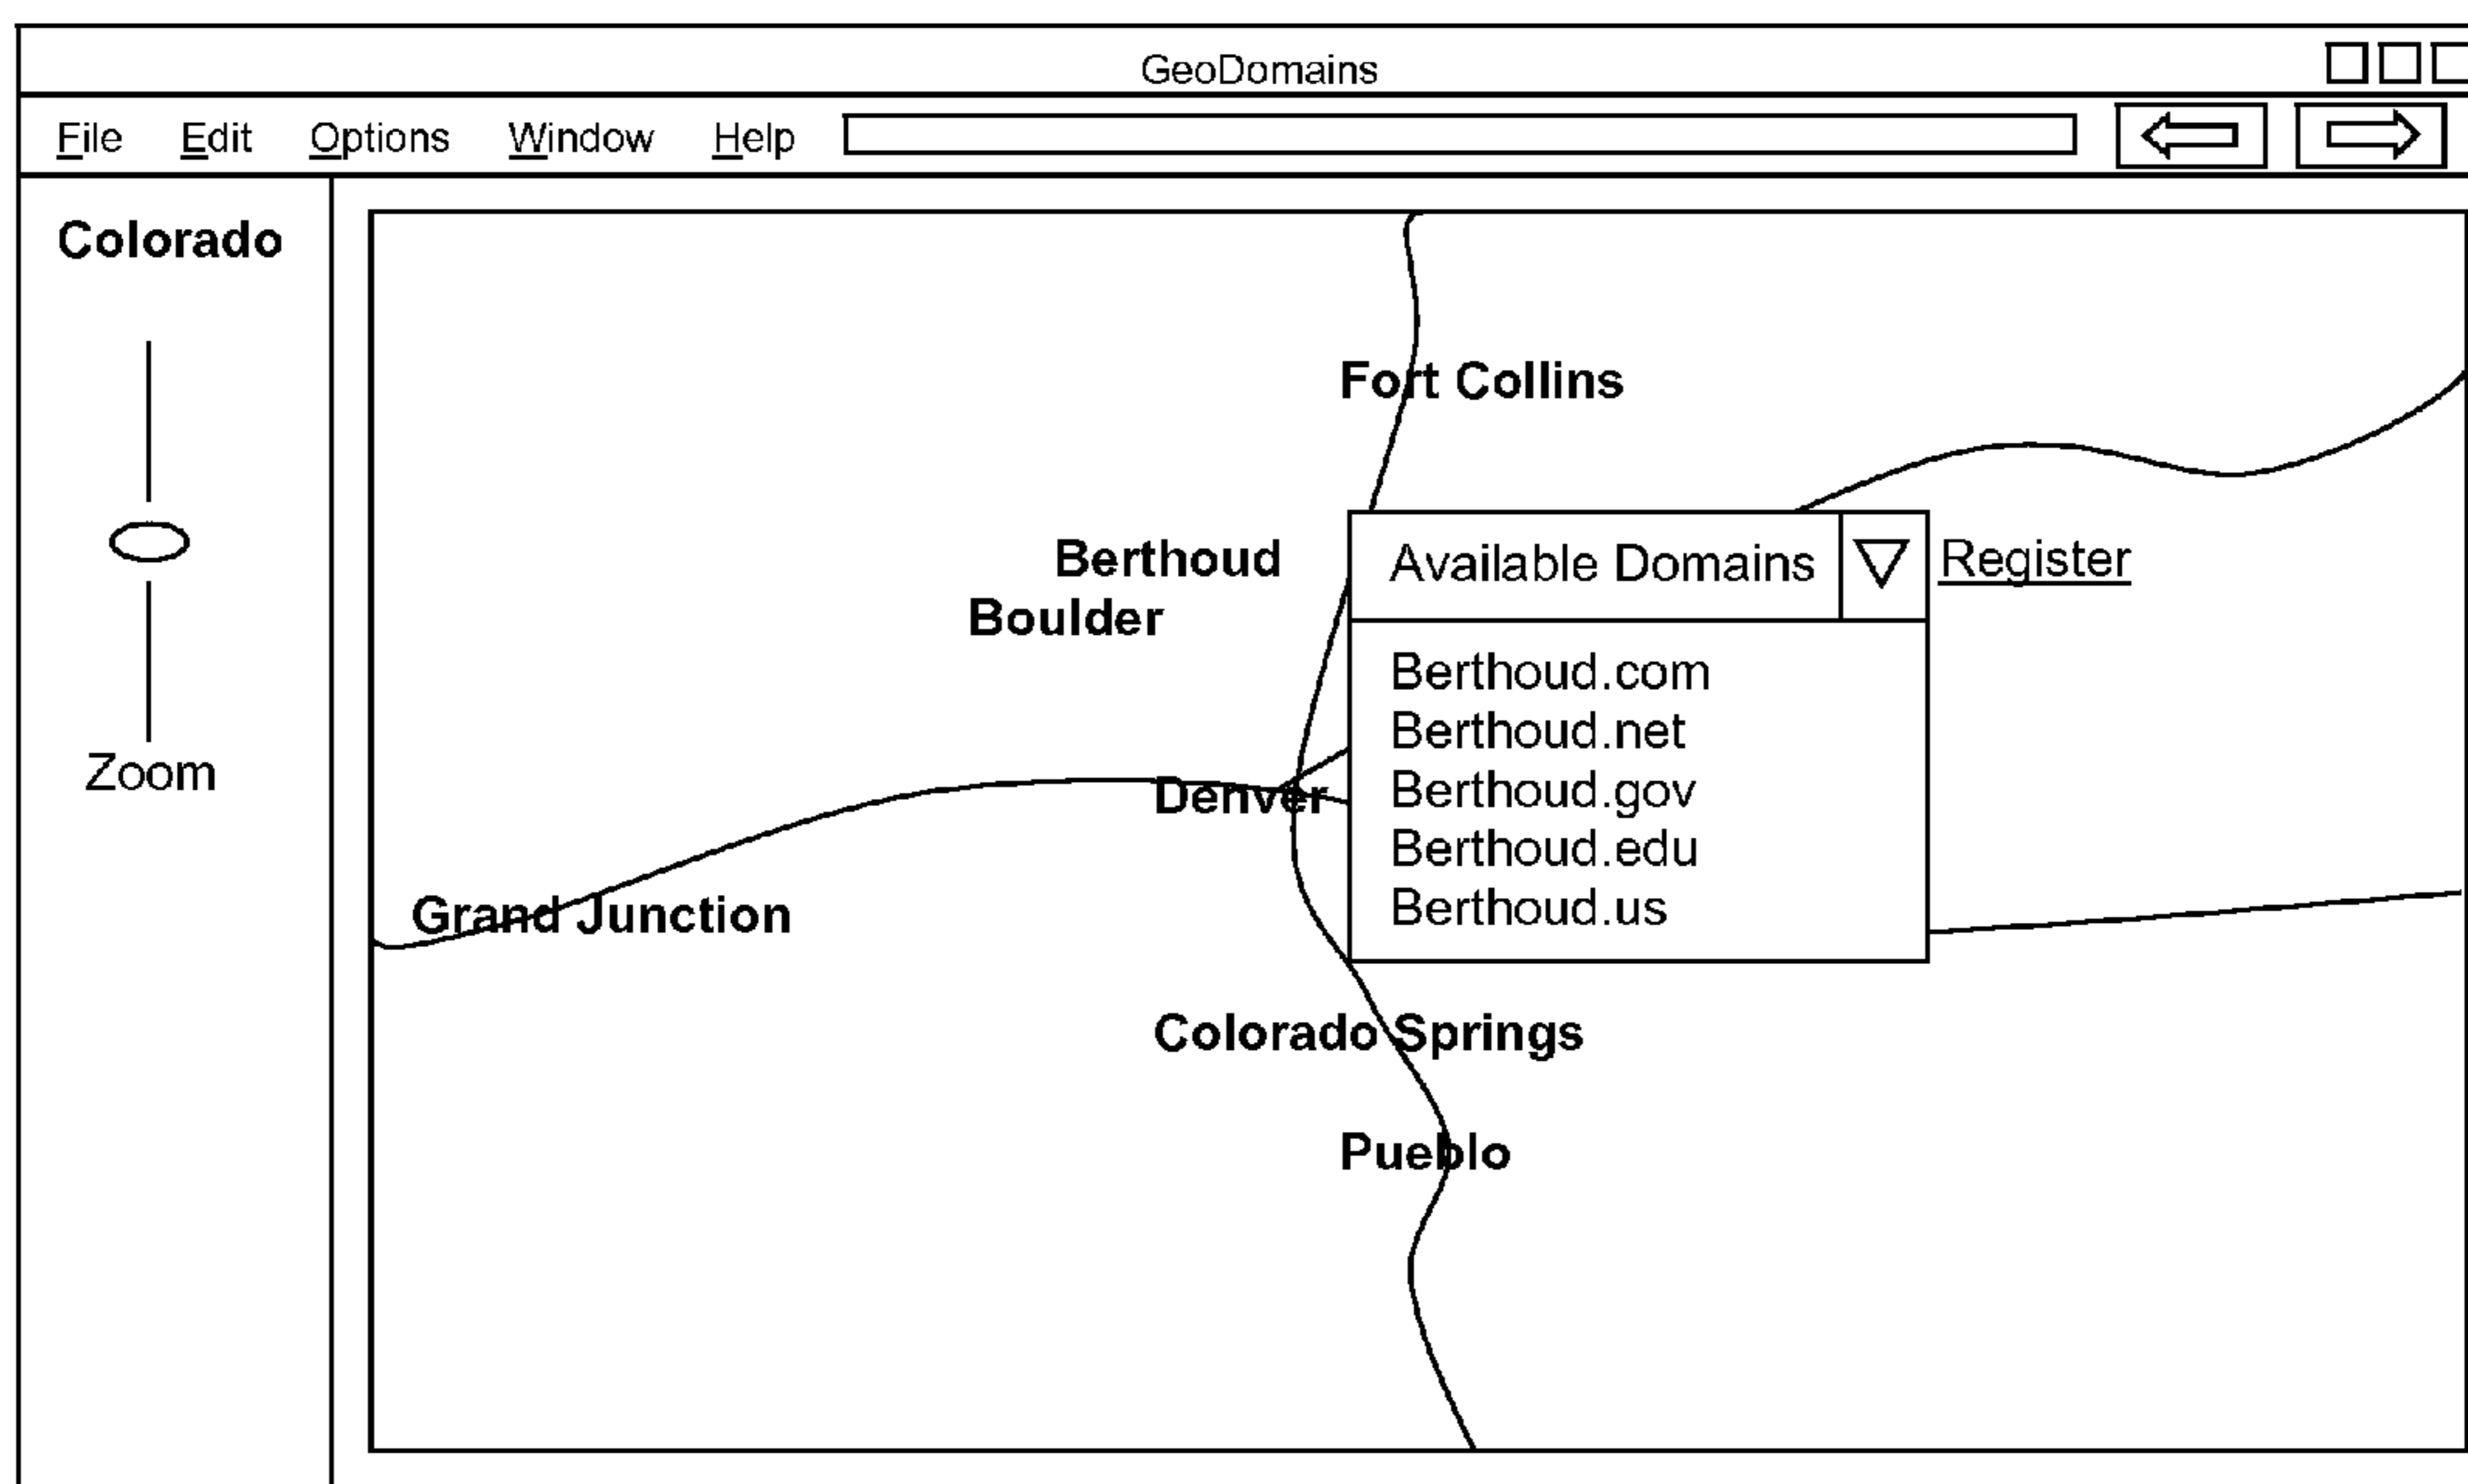 GeoDomains
File Edit Options Window Help
Colorado
Zoom
Fort Collins
Berthoud
Boulder
Available Domains
Register
Berthoud.com
Berthoud.net
Berthoud.gov
Berthoud.edu
Berthoud.us
Denver
Grand Junction
Colorado Springs
Pueblo